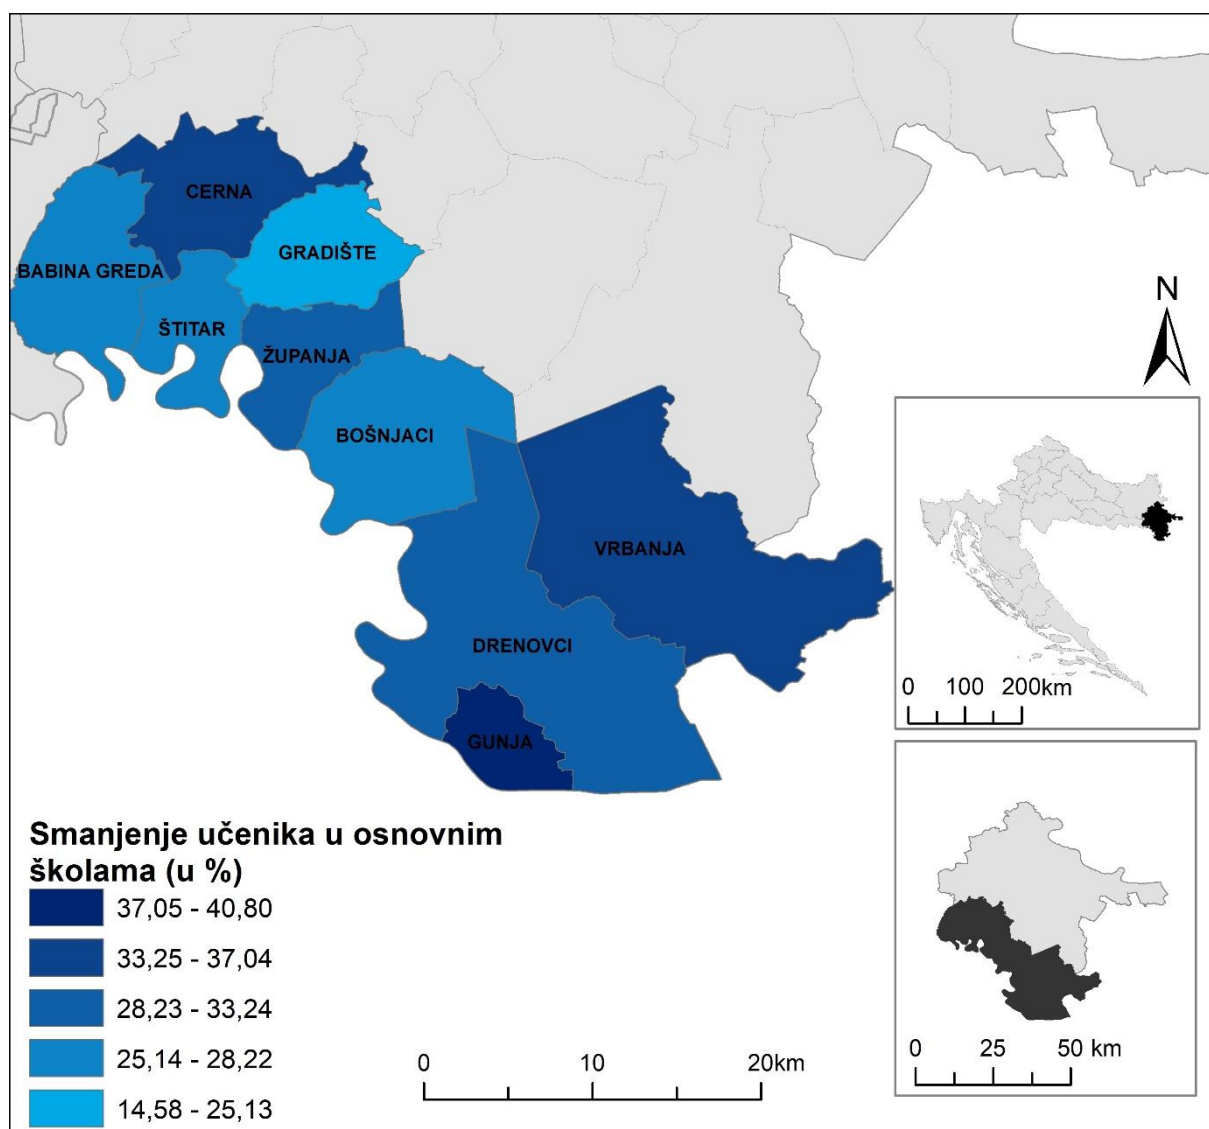 CERNA
GRADIŠTE
BABINA GREDA
ŠTITAR
ŽUPANJA
BOŠNJACI
VRBANJA
DRENOVCI
GUNJA
N
0 100 200km
0 25 50 km
Smanjenje učenika u osnovnim
školama (u %)
37,05 - 40,80
33,25 - 37,04
28,23 - 33,24
25,14 - 28,22
14,58 - 25,13
0 10 20km